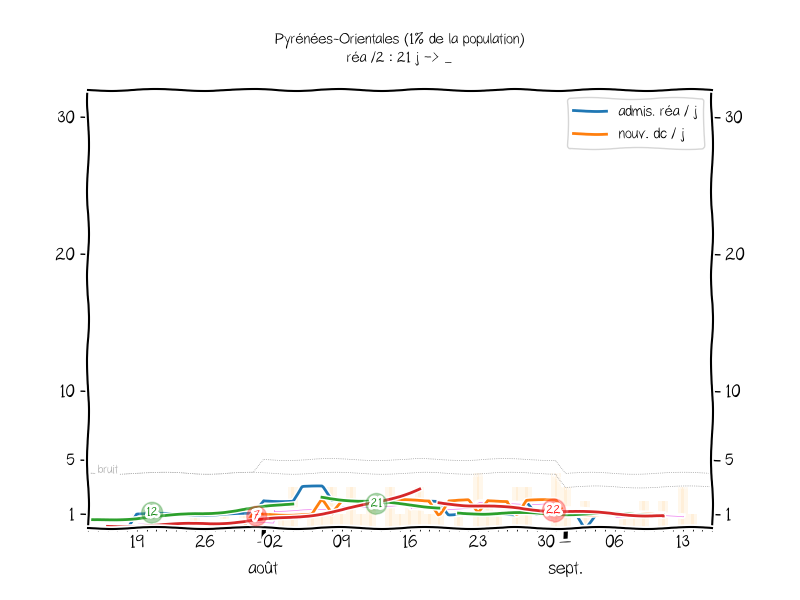 Pyrénées-Orientales (1% de la population)
réa /2 : 21 j -> _
admis. réa / j
nouv. dc / j
30
30
20
20
10
10
5
5
bruit
1
1
12
7
21
22
19 26 02 09 16 23 30 06 13
août sept.